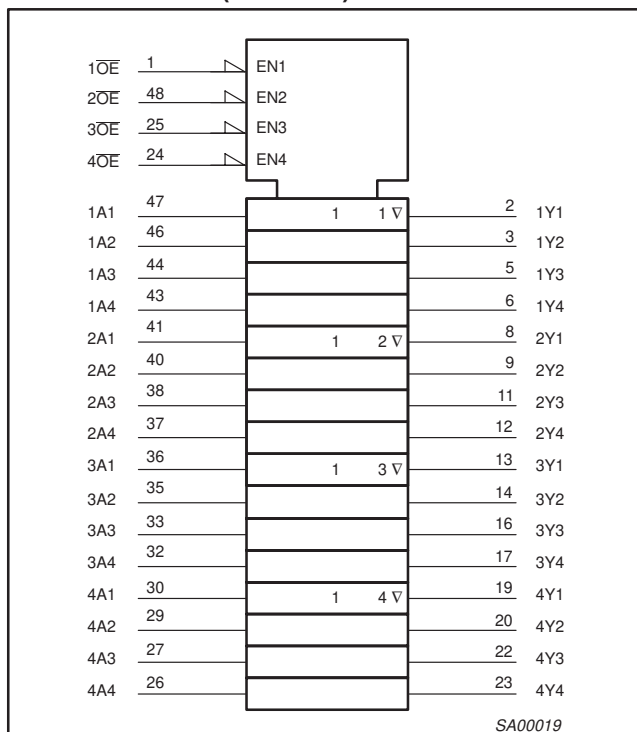 1OE 1 EN1
2OE 48 EN2
3OE 25 EN3
4OE 24 EN4
1A1 47 1 1 ∇ 2 1Y1
1A2 46 3 1Y2
1A3 44 5 1Y3
1A4 43 6 1Y4
2A1 41 1 2 ∇ 8 2Y1
2A2 40 9 2Y2
2A3 38 11 2Y3
2A4 37 12 2Y4
3A1 36 1 3 ∇ 13 3Y1
3A2 35 14 3Y2
3A3 33 16 3Y3
3A4 32 17 3Y4
4A1 30 1 4 ∇ 19 4Y1
4A2 29 20 4Y2
4A3 27 22 4Y3
4A4 26 23 4Y4
SA00019